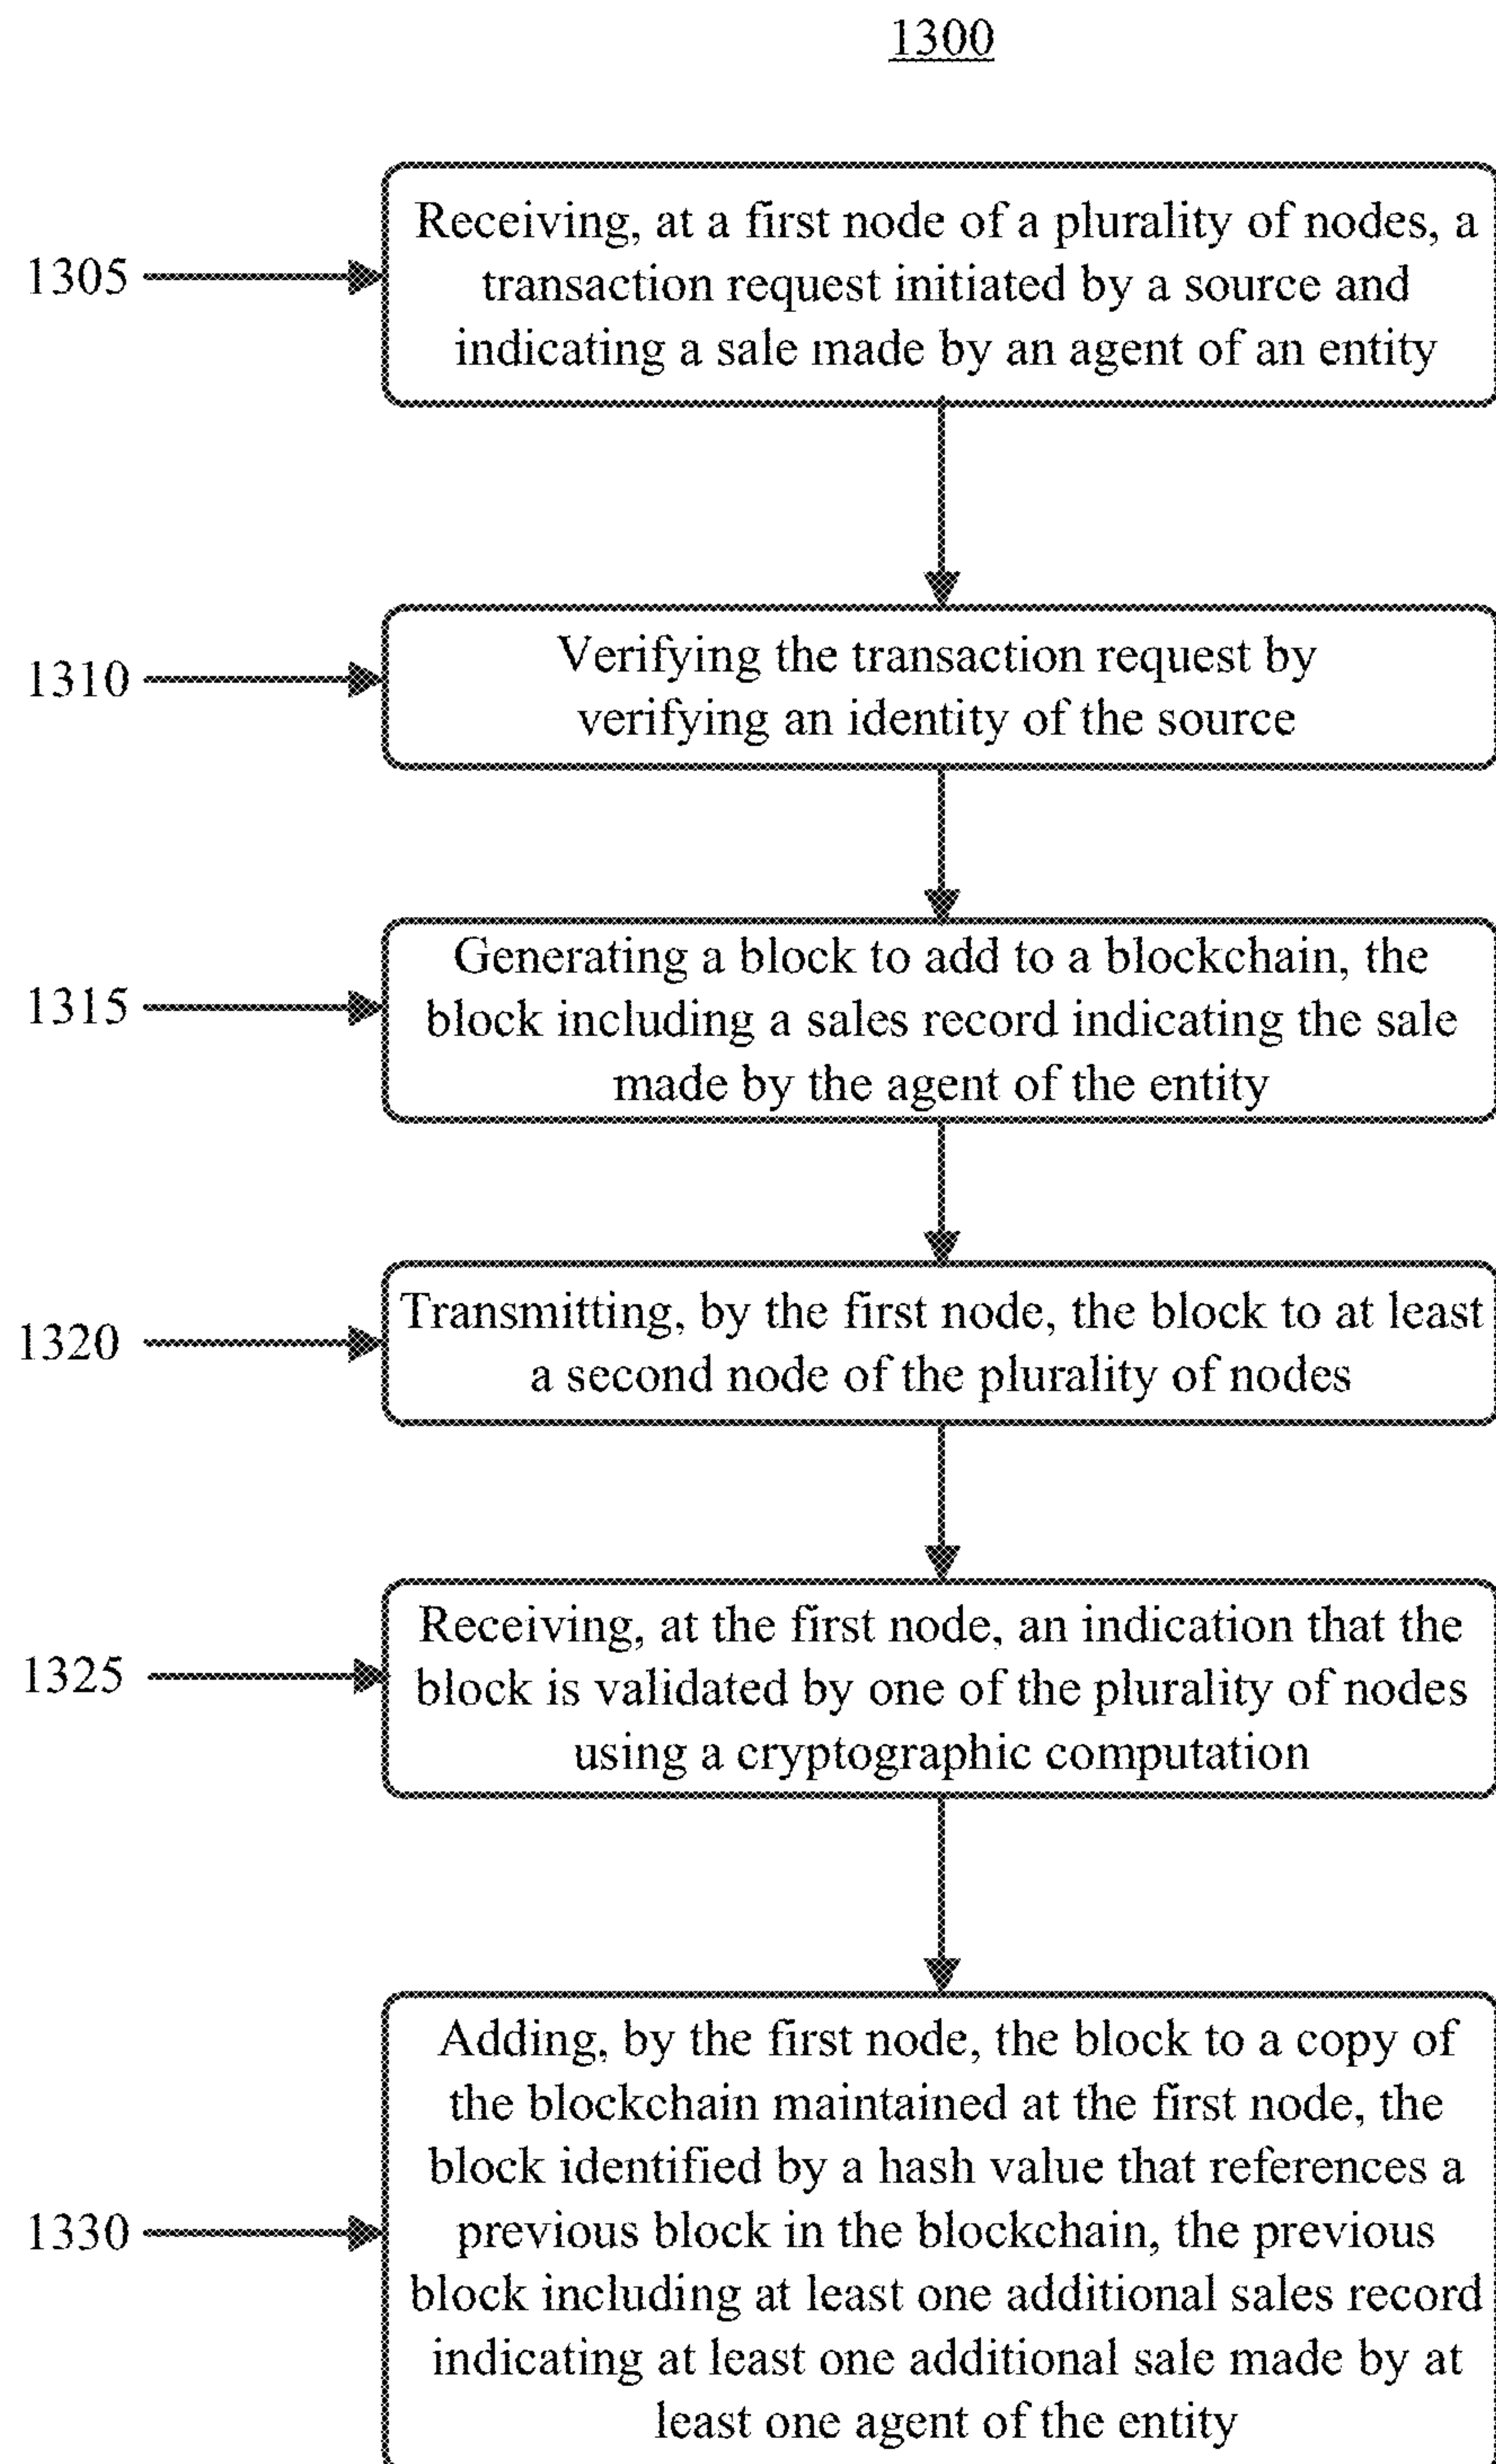 1300
1305
Receiving, at a first node of a plurality of nodes, a
transaction request initiated by a source and
indicating a sale made by an agent of an entity
1310
Verifying the transaction request by
verifying an identity of the source
1315
Generating a block to add to a blockchain, the
block including a sales record indicating the sale
made by the agent of the entity
1320
Transmitting, by the first node, the block to at least
a second node of the plurality of nodes
1325
Receiving, at the first node, an indication that the
block is validated by one of the plurality of nodes
using a cryptographic computation
1330
Adding, by the first node, the block to a copy of
the blockchain maintained at the first node, the
block identified by a hash value that references a
previous block in the blockchain, the previous
block including at least one additional sales record
indicating at least one additional sale made by at
least one agent of the entity